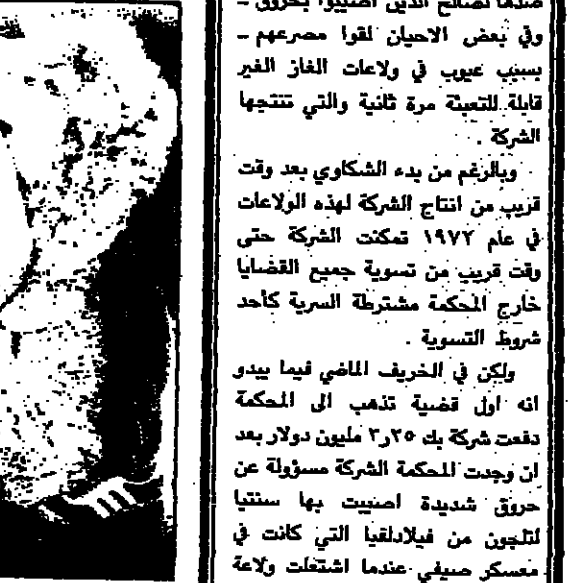 ضدها لصالح الذين اصيبوا بحروق ـ
وفي بعض الاحيان لقوا مصرعهم ـ
بسبب عيوب في ولاعات الغاز الغير
قابلة للتعبئة مرة ثانية والتي تنتجها
الشركة .
وبالرغم من بدء الشكاوي بعد وقت
قريب من انتاج الشركة لهذه الولاعات
في عام ١٩٧٢ تمكنت الشركة حتى
وقت قريب من تسوية جميع القضايا
خارج المحكمة مشترطة السرية كأحد
شروط التسوية .
ولكن في الخريف الماضي فيما يبدو
انه اول قضية تذهب الى المحكمة
دفعت شركة بك ٣٫٢٥ مليون دولار بعد
ان وجدت المحكمة الشركة مسؤولة عن
حروق شديدة اصيبت بها سنتيا
لتلجون من فيلادلفيا التي كانت في
معسكر صيفي عندما اشتعلت ولاعة